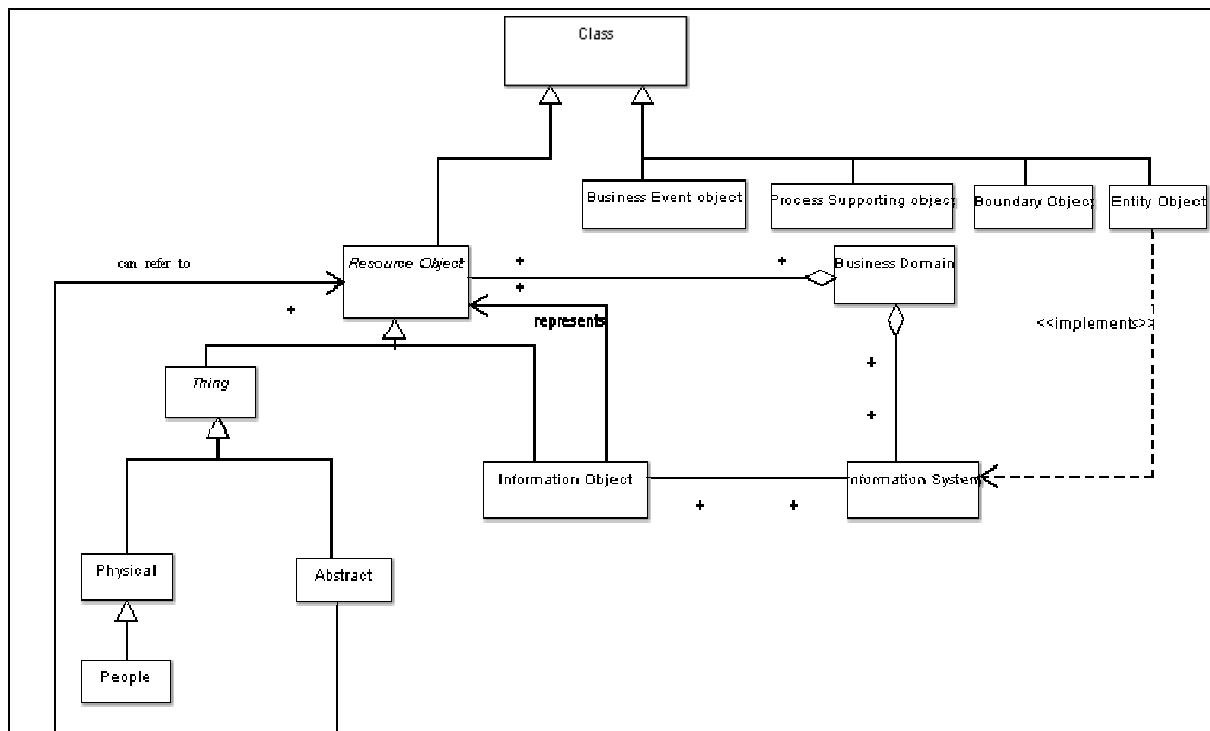 Class
Business Event object
Process Supporting object
Boundary Object
Entity Object
can refer to
Resource Object
+
+
Business Domain
+
+
represents
<<implements>>
Thing
+
+
Information Object
nformation System
+
+
Physical
Abstract
People